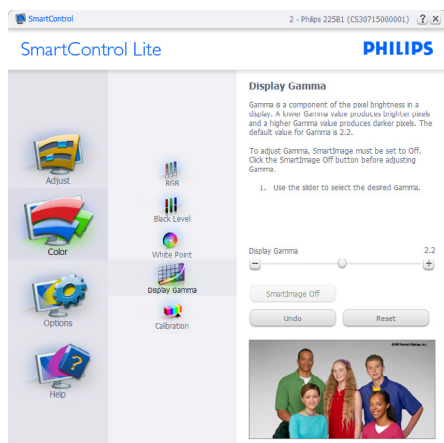 SmartControl
2 - Philips 225B1 (CS30715000001)
SmartControl Lite
PHILIPS
Display Gamma
Gamma is a component of the pixel brightness in a
display. A lower Gamma value produces brighter pixels
and a higher Gamma value produces darker pixels. The
default value for Gamma is 2.2.
To adjust Gamma, SmartImage must be set to Off.
Click the SmartImage Off button before adjusting
Gamma.
1. Use the slider to select the desired Gamma.
Adjust
Color
Options
Help
RGB
Black Level
White Point
Display Gamma
Calibration
Display Gamma 2.2
SmartImage Off
Undo
Reset